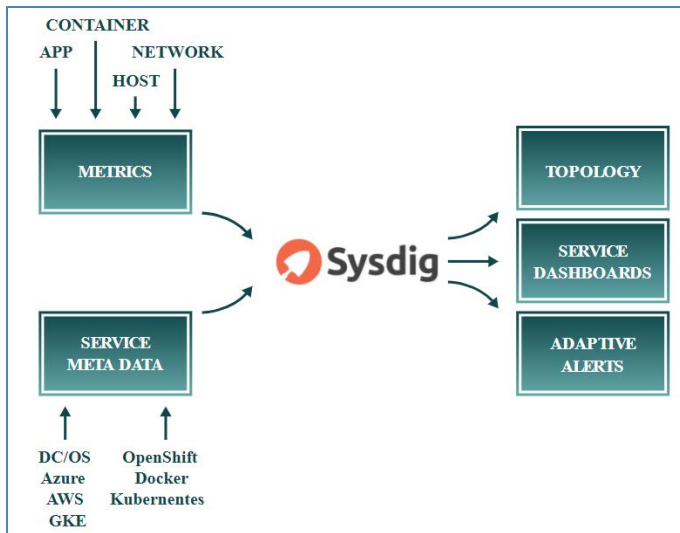 CONTAINER
APP
NETWORK
HOST
METRICS
TOPOLOGY
Sysdig
SERVICE
DASHBOARDS
SERVICE
META DATA
ADAPTIVE
ALERTS
DC/OS
Azure
AWS
GKE
OpenShift
Docker
Kubernentes